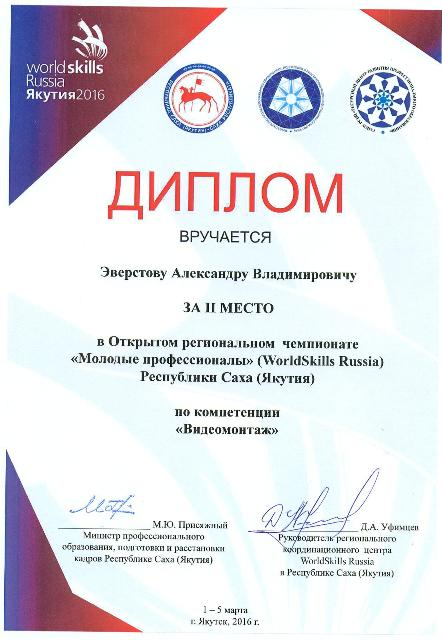 worldskills
Russia
Якутия2016
ДИПЛОМ
ВРУЧАЕТСЯ
Эверстову Александру Владимировичу
ЗА II МЕСТО
в Открытом региональном чемпионате
«Молодые профессионалы» (WorldSkills Russia)
Республики Саха (Якутия)
по компетенции
«Видеомонтаж»
М.Ю. Присяжный
Министр профессионального
образования, подготовки и расстановки
кадров Республике Саха (Якутия)
Д.А. Уфимцев
Руководитель регионального
координационного центра
WorldSkills Russia
в Республике Саха (Якутия)
1 – 5 марта
г. Якутск, 2016 г.